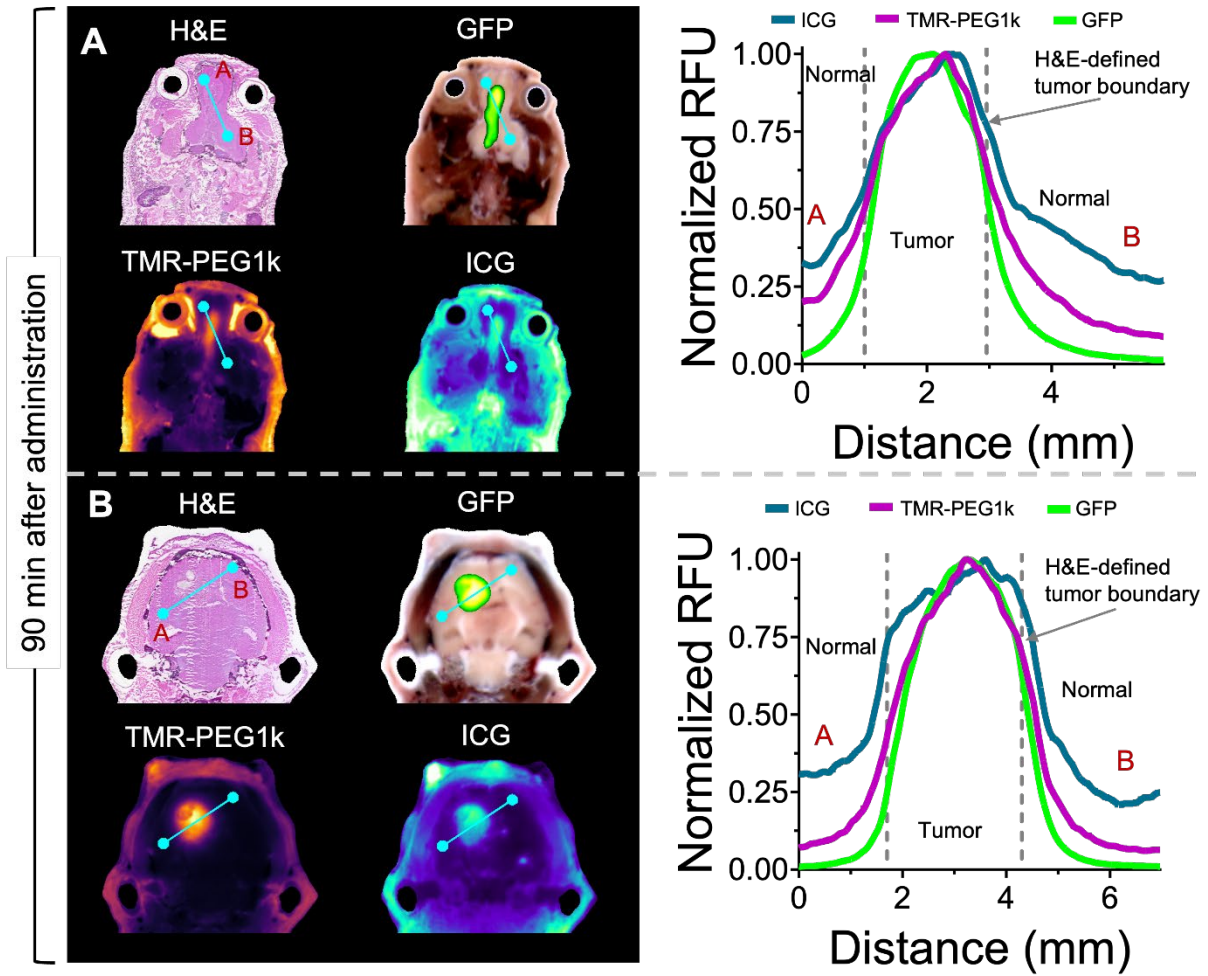 90 min after administration
A
H&E
GFP
A
B
TMR-PEG1k
ICG
ICG TMR-PEG1k GFP
Normalized RFU
1.00
0.75
0.50
0.25
0.00
Normal
H&E-defined
tumor boundary
Normal
A
B
Tumor
0 2 4
Distance (mm)
B
H&E
GFP
B
A
TMR-PEG1k
ICG
ICG TMR-PEG1k GFP
Normalized RFU
1.00
0.75
0.50
0.25
0.00
H&E-defined
tumor boundary
Normal
Normal
A
B
Tumor
0 2 4 6
Distance (mm)